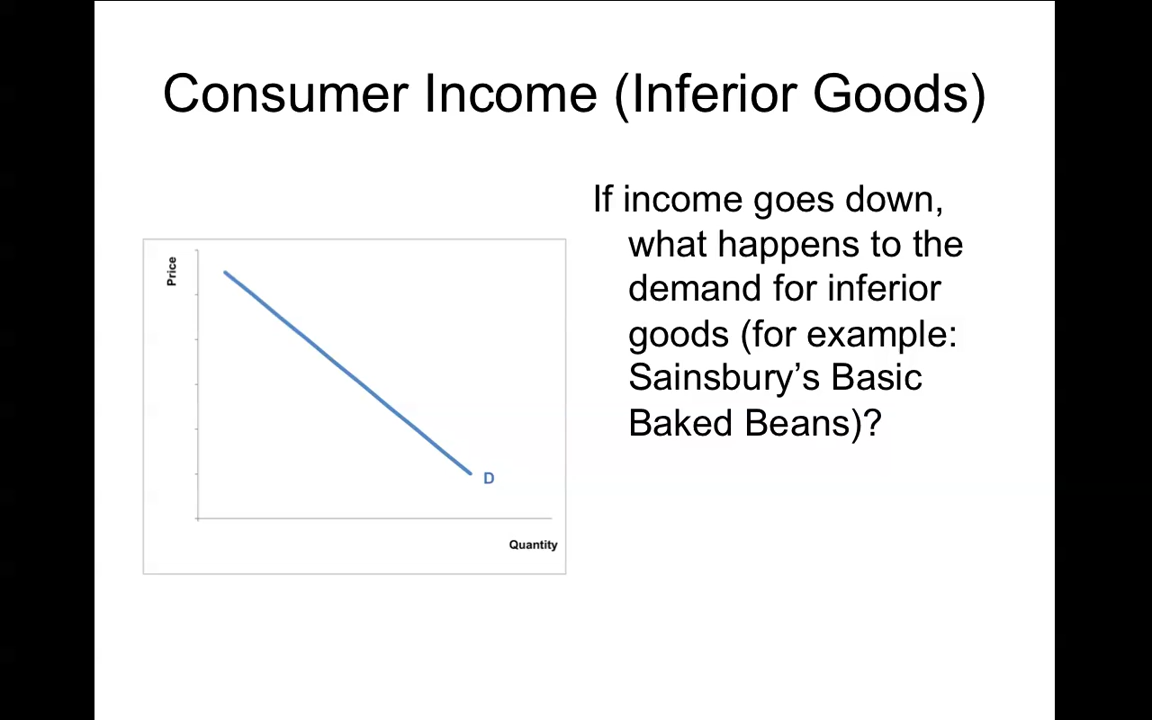 Consumer Income (Inferior Goods)
If income goes down,
what happens to the
demand for inferior
goods (for example:
Sainsbury’s Basic
Baked Beans)?
Price
D
Quantity